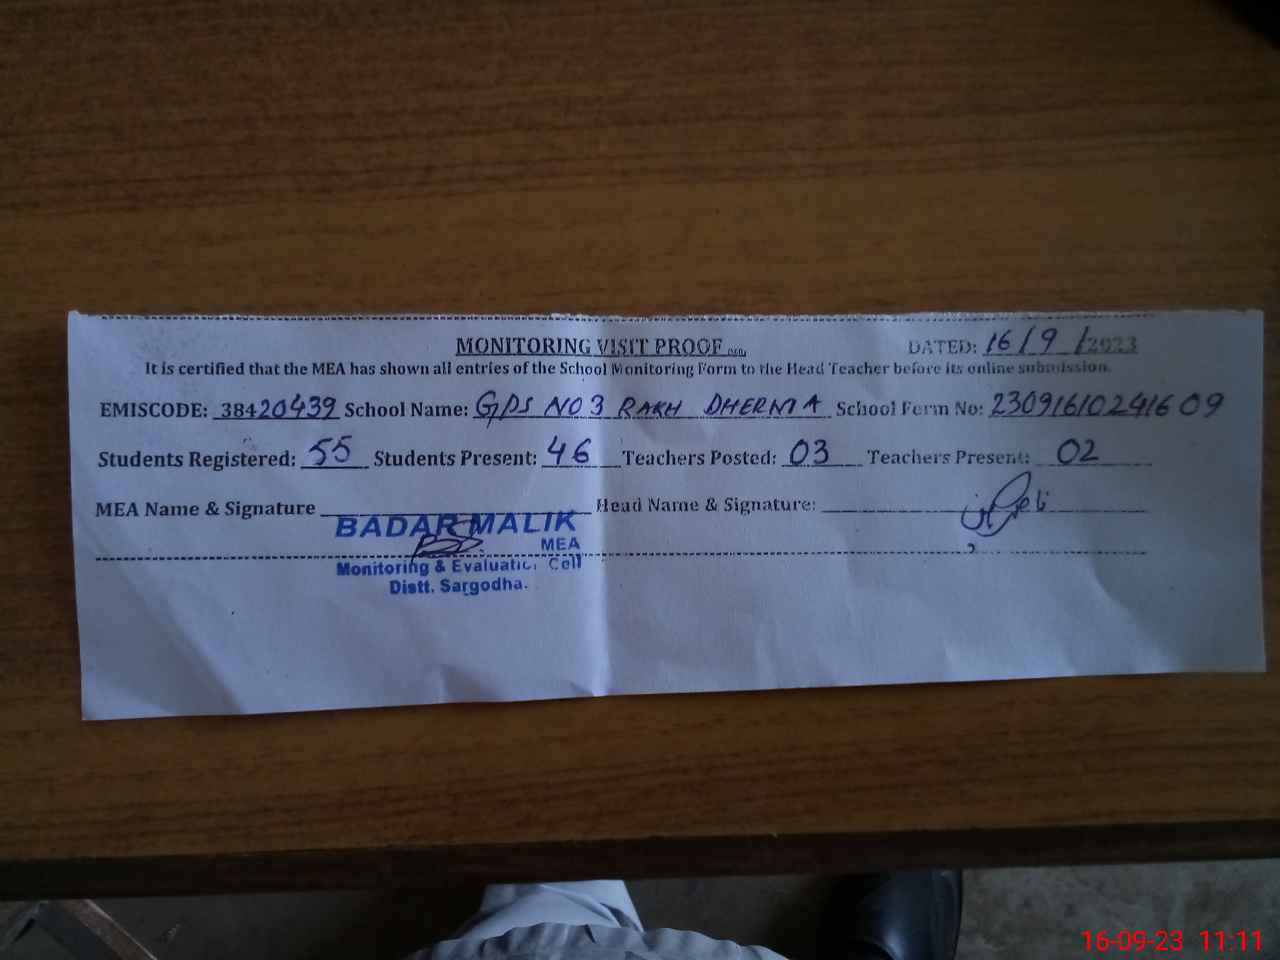 MONITORING VISIT PROOF DATED: 16/9/2023
It is certified that the MEA has shown all entries of the School Monitoring Form to the Head Teacher before its online submission.
EMISCODE: 38420439 School Name: GPS NO 3 RAKH DHERMA School Form No: 23091610241609
Students Registered: 55 Students Present: 46 Teachers Posted: 03 Teachers Present: 02
MEA Name & Signature Head Name & Signature:
BADAR MALIK
MEA
Monitoring & Evaluation Cell
Distt. Sargodha.
16-09-23 11:11